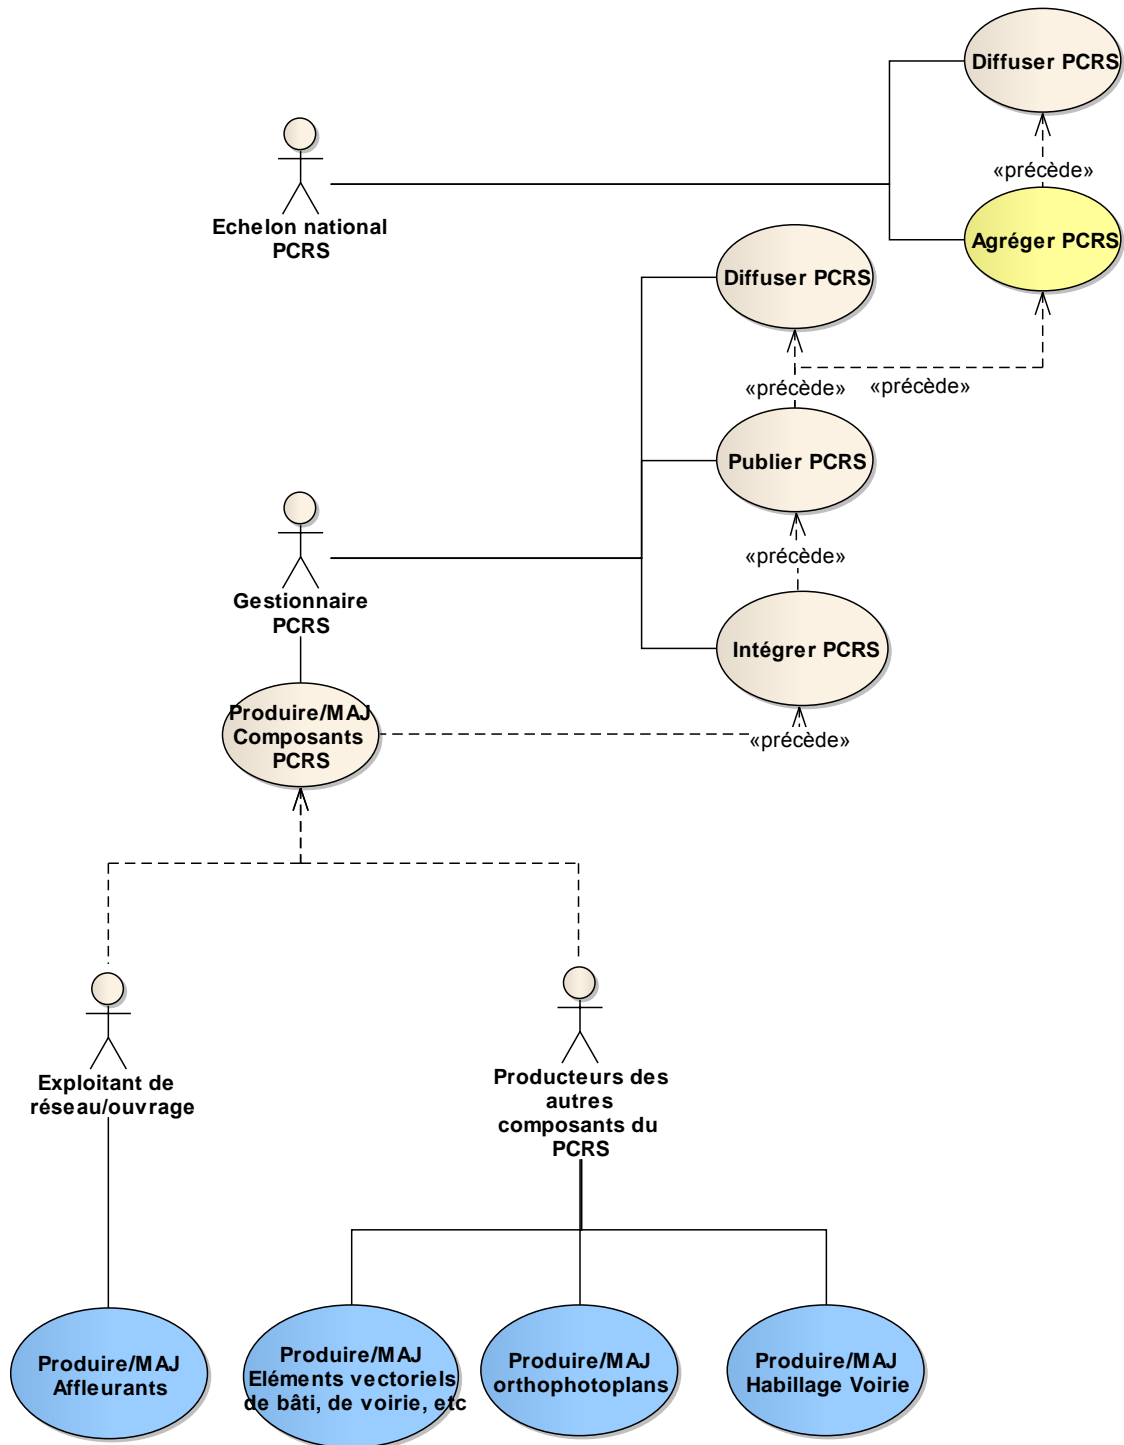 Diffuser PCRS
«précède»
Echelon national
PCRS
Agréger PCRS
Diffuser PCRS
«précède»
«précède»
Publier PCRS
«précède»
Gestionnaire
PCRS
Intégrer PCRS
Produire/MAJ
Composants
PCRS
«précède»
Exploitant de
réseau/ouvrage
Producteurs des
autres
composants du
PCRS
Produire/MAJ
Affleurants
Produire/MAJ
Eléments vectoriels
de bâti, de voirie, etc
Produire/MAJ
orthophotoplans
Produire/MAJ
Habillage Voirie